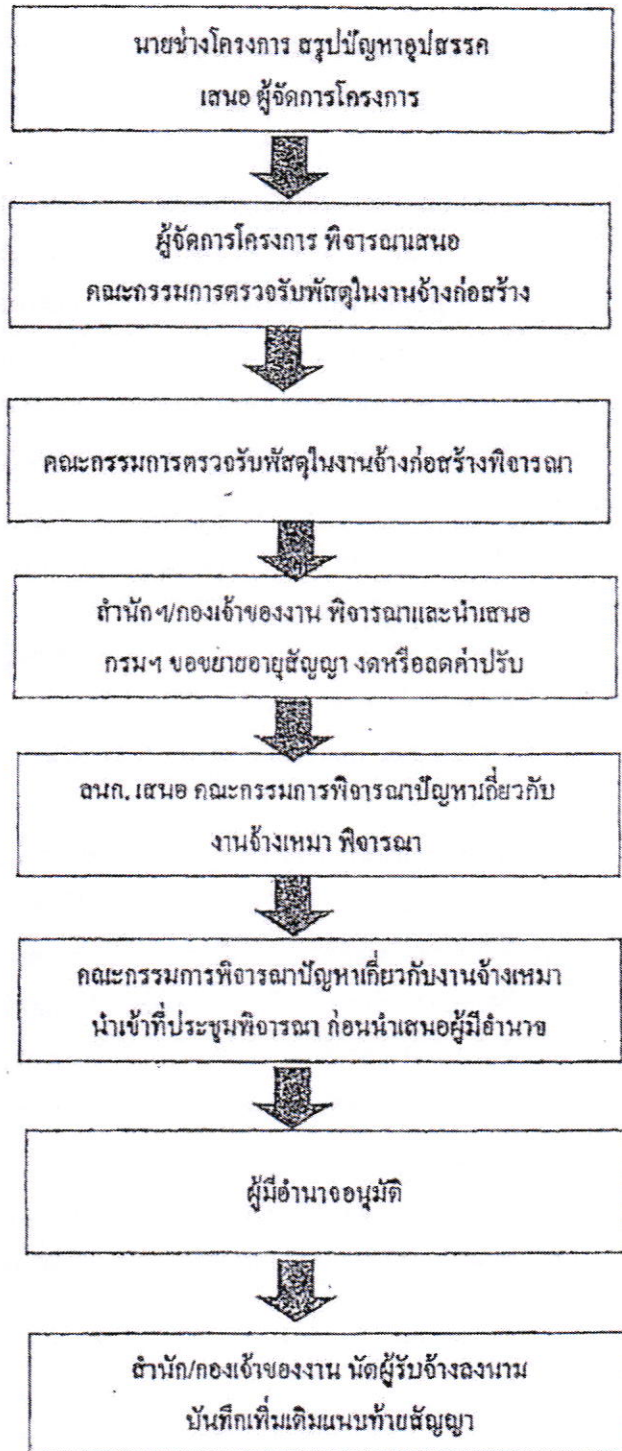 นายช่างโครงการ สรุปปัญหาอุปสรรค
เสนอ ผู้จัดการโครงการ
ผู้จัดการโครงการ พิจารณาเสนอ
คณะกรรมการตรวจรับพัสดุในงานจ้างก่อสร้าง
คณะกรรมการตรวจรับพัสดุในงานจ้างก่อสร้างพิจารณา
สำนักฯ/กองเจ้าของงาน พิจารณาและนำเสนอ
กรมฯ ขอขยายอายุสัญญา งดหรือลดค่าปรับ
ลนก. เสนอ คณะกรรมการพิจารณาปัญหาเกี่ยวกับ
งานจ้างเหมา พิจารณา
คณะกรรมการพิจารณาปัญหาเกี่ยวกับงานจ้างเหมา
นำเข้าที่ประชุมพิจารณา ก่อนนำเสนอผู้มีอำนาจ
ผู้มีอำนาจอนุมัติ
สำนัก/กองเจ้าของงาน นัดผู้รับจ้างลงนาม
บันทึกเพิ่มเติมแนบท้ายสัญญา